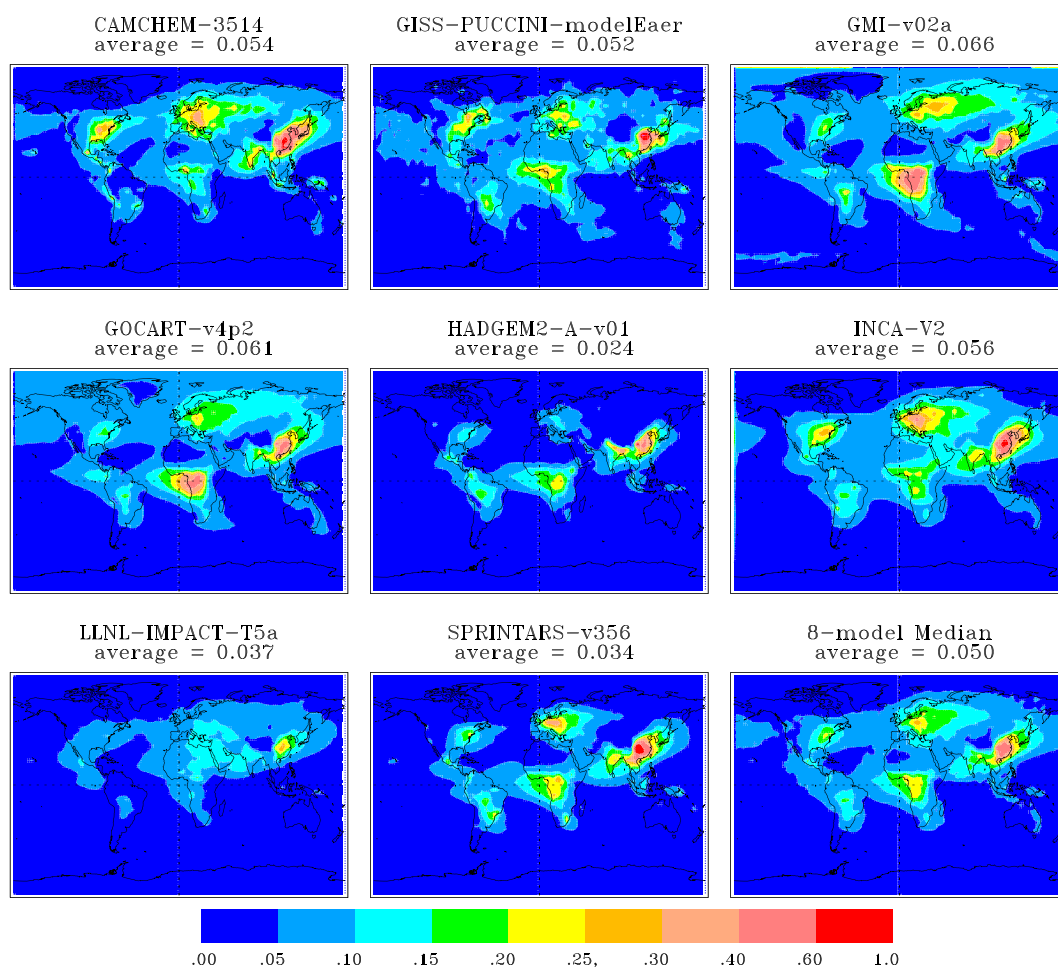 CAMCHEM-3514
average = 0.054
GISS-PUCCINI-modelEaer
average = 0.052
GMI-v02a
average = 0.066
GOCART-v4p2
average = 0.061
HADGEM2-A-v01
average = 0.024
INCA-V2
average = 0.056
LLNL-IMPACT-T5a
average = 0.037
SPRINTARS-v356
average = 0.034
8-model Median
average = 0.050
.00 .05 .10 .15 .20 .25, .30 .40 .60 1.0